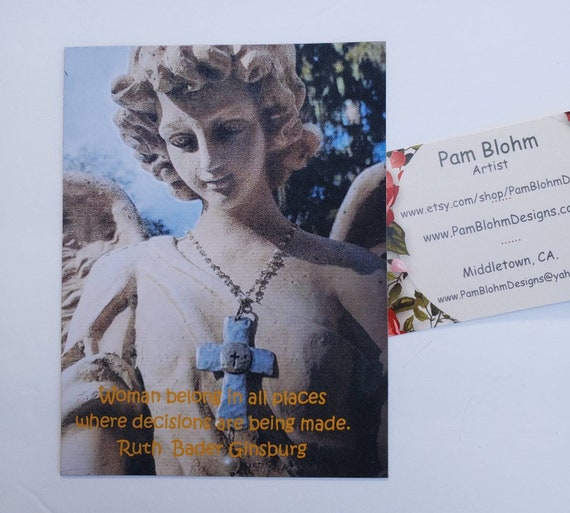 Woman belong in all places
where decisions are being made.
Ruth Bader Ginsburg
Pam Blohm
Artist
www.etsy.com/shop/PamBlohmD
www.PamBlohmDesigns.co
Middletown, CA.
www.PamBlohmDesigns@yah